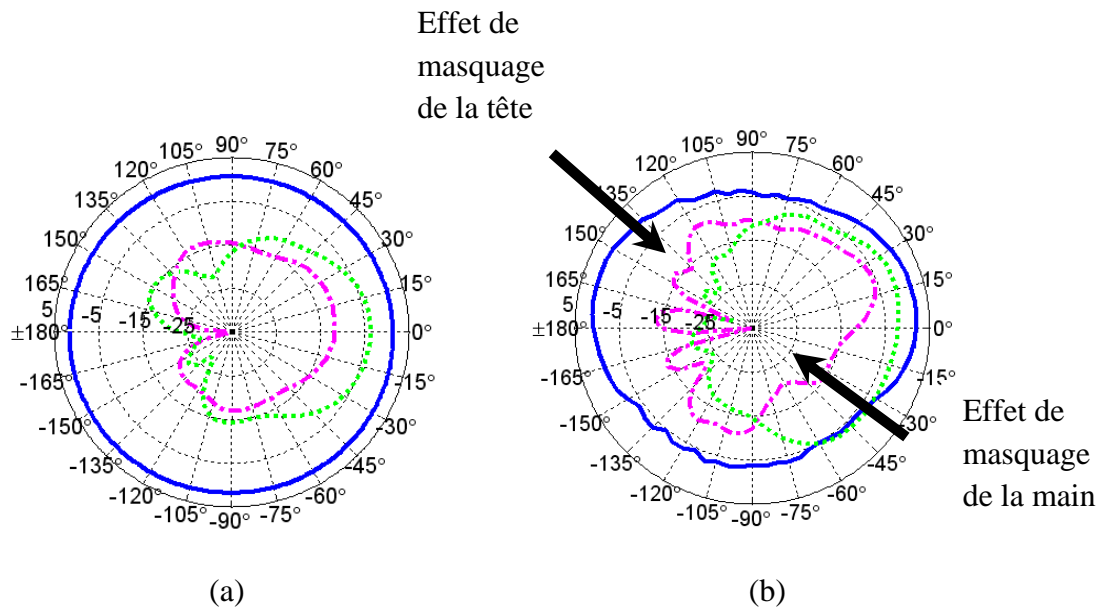 Effet de
masquage
de la tête
90°
105° 75°
120° 60°
135° 45°
150° 30°
165° 15°
5 -5 -15 -25
±180° 0°
-165° -15°
-150° -30°
-135° -45°
-120° -60°
-105° -75°
-90°
(a)
90°
105° 75°
120° 60°
135° 45°
150° 30°
165° 15°
5 -5 -15 -25
±180° 0°
-165° -15°
-150° -30°
-135° -45°
-120° -60°
-105° -75°
-90°
Effet de
masquage
de la main
(b)